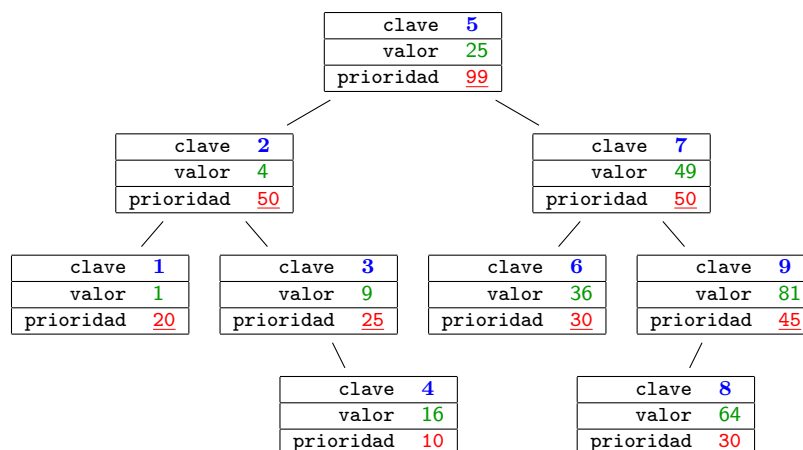 clave 5
valor 25
prioridad 99
clave 2
valor 4
prioridad 50
clave 7
valor 49
prioridad 50
clave 1
valor 1
prioridad 20
clave 3
valor 9
prioridad 25
clave 6
valor 36
prioridad 30
clave 9
valor 81
prioridad 45
clave 4
valor 16
prioridad 10
clave 8
valor 64
prioridad 30